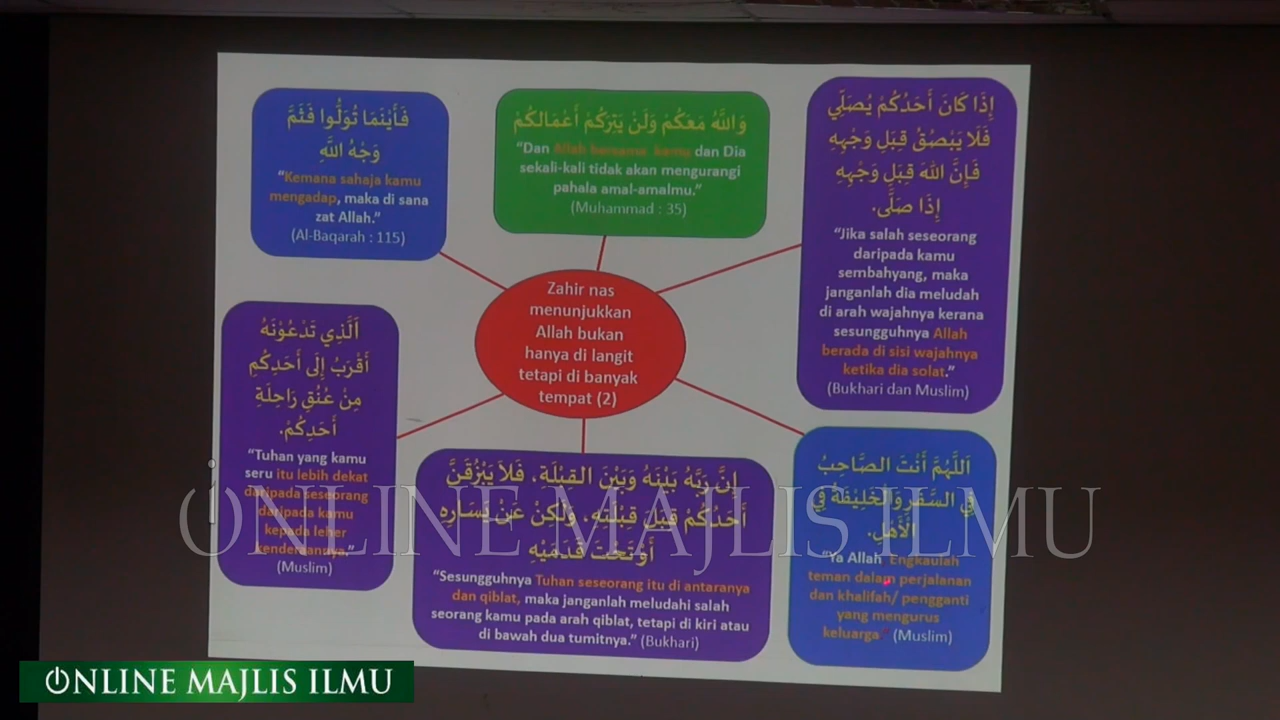 فَأَيْنَمَا تُوَلُّوا فَثَمَّ
وَجْهُ اللَّهِ
“Kemana sahaja kamu
mengadap, maka di sana
zat Allah.”
(Al-Baqarah : 115)
وَاللَّهُ مَعَكُمْ وَلَنْ يَتِرَكُمْ أَعْمَالَكُمْ
“Dan Allah bersama kamu dan Dia
sekali-kali tidak akan mengurangi
pahala amal-amalmu.”
(Muhammad : 35)
إِذَا كَانَ أَحَدُكُمْ يُصَلِّي
فَلَا يَبْصُقْ قِبَلَ وَجْهِهِ
فَإِنَّ اللهَ قِبَلَ وَجْهِهِ
إِذَا صَلَّى.
“Jika salah seseorang
daripada kamu
sembahyang, maka
janganlah dia meludah
di arah wajahnya kerana
sesungguhnya Allah
berada di sisi wajahnya
ketika dia solat.”
(Bukhari dan Muslim)
Zahir nas
menunjukkan
Allah bukan
hanya di langit
tetapi di banyak
tempat (2)
اَلَّذِي تَدْعُوْنَهُ
أَقْرَبُ إِلَى أَحَدِكُمِ
مِنْ عُنُقِ رَاحِلَةِ
أَحَدِكُمْ.
“Tuhan yang kamu
seru itu lebih dekat
daripada seseorang
daripada kamu
kepada leher
kenderaannya.”
(Muslim)
إِنَّ رَبَّهُ بَيْنَهُ وَبَيْنَ القِبْلَةِ، فَلاَ يَبْزُقَنَّ
أَحَدُكُمْ قِبَلَ قِبْلَتِهِ، وَلَكِنْ عَنْ يَسَارِهِ
أَوْ تَحْتَ قَدَمَيْهِ
“Sesungguhnya Tuhan seseorang itu di antaranya
dan qiblat, maka janganlah meludahi salah
seorang kamu pada arah qiblat, tetapi di kiri atau
di bawah dua tumitnya.” (Bukhari)
اَللَّهُمَّ أَنْتَ الصَّاحِبُ
فِي السَّفَرِ وَالْخَلِيفَةُ فِي
الْأَهْلِ.
“Ya Allah Engkaulah
teman dalam perjalanan
dan khalifah/ pengganti
yang mengurus
keluarga” (Muslim)
ONLINE MAJLIS ILMU
ONLINE MAJLIS ILMU